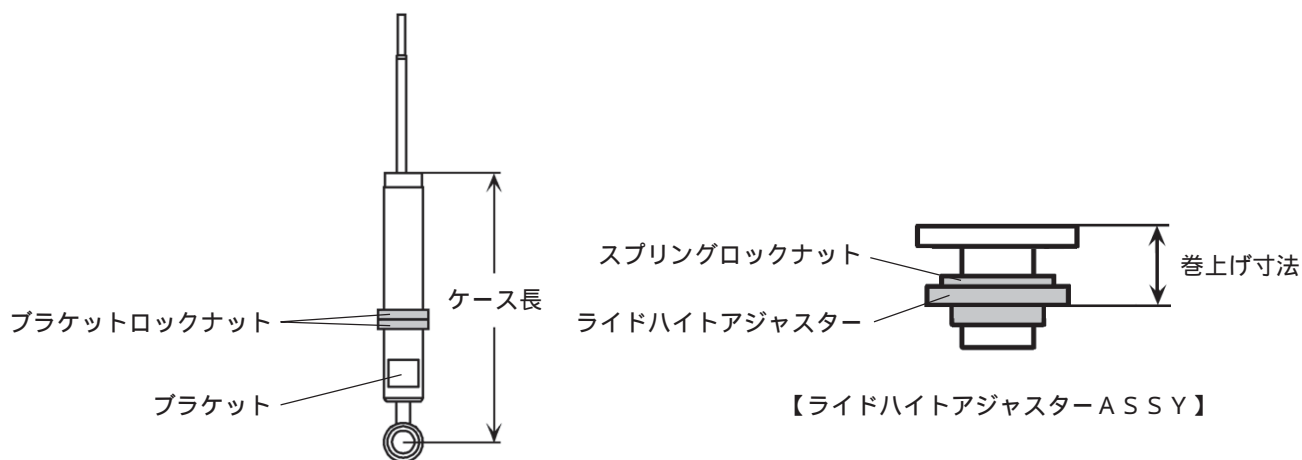 ケース長
ブラケットロックナット
ブラケット
スプリングロックナット
ライドハイトアジャスター
巻上げ寸法
【ライドハイトアジャスターＡＳＳＹ】